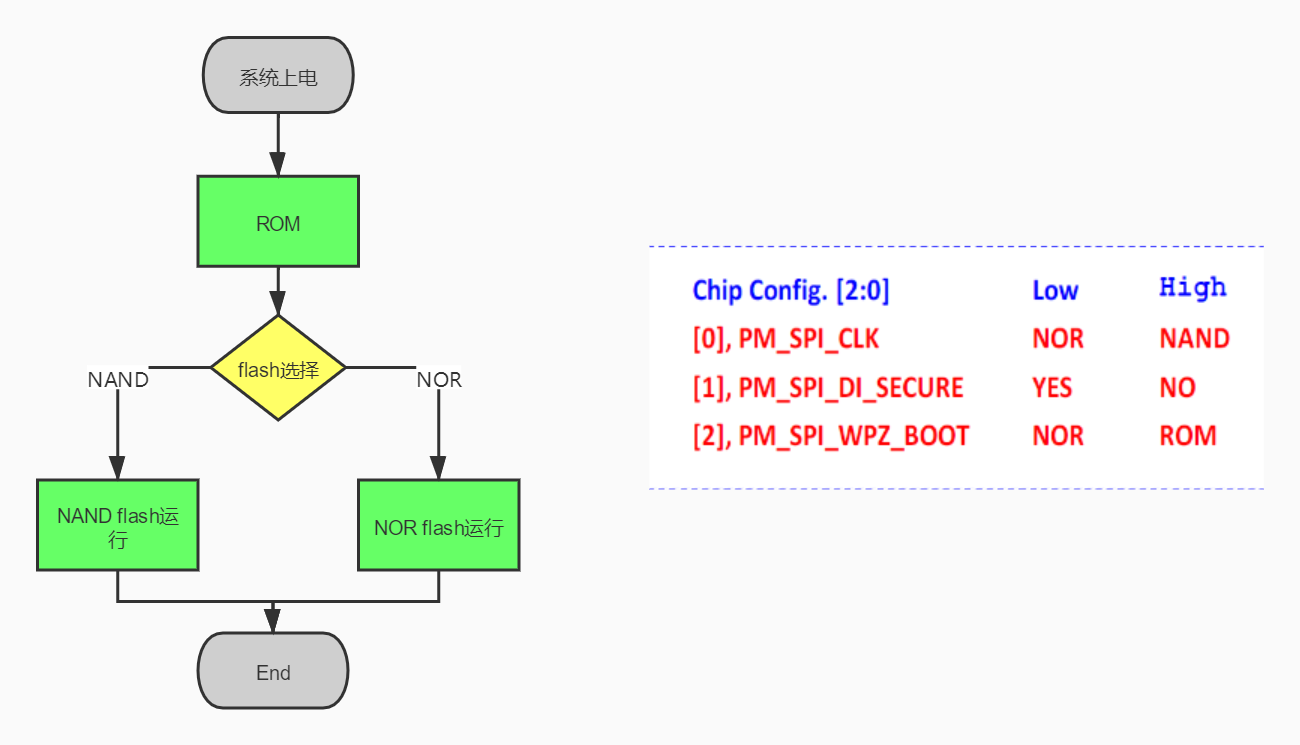 系统上电
ROM
flash选择
NAND
NOR
NAND flash运
行
NOR flash运行
End
Chip Config. [2:0] Low High
[0], PM_SPI_CLK NOR NAND
[1], PM_SPI_DI_SECURE YES NO
[2], PM_SPI_WPZ_BOOT NOR ROM